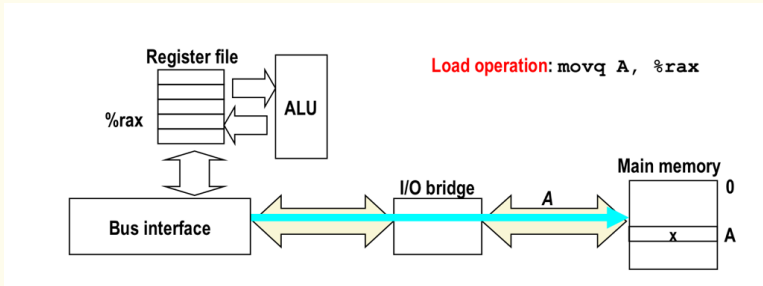 Register file
Load operation: movq A, %rax
ALU
%rax
Main memory
I/O bridge
0
A
Bus interface
x
A